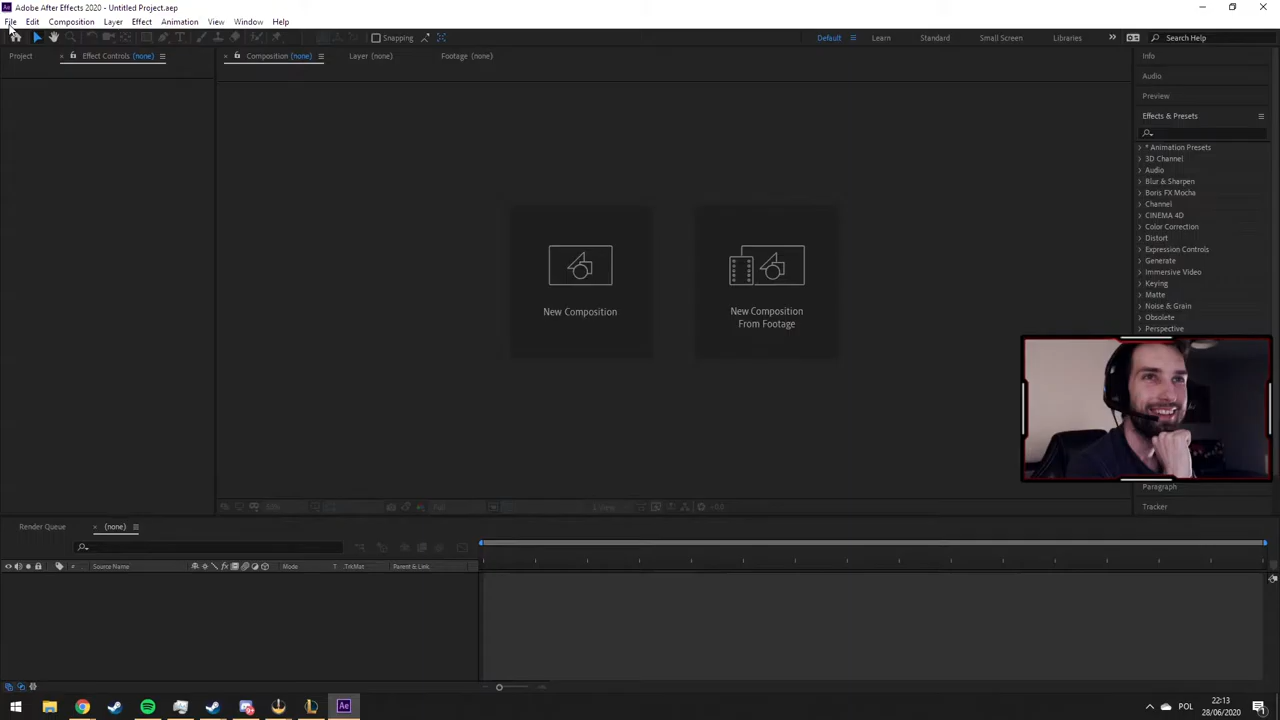 Adobe After Effects 2020 - Untitled Project.aep
File Edit Composition Layer Effect Animation View Window Help
Snapping
Default Learn Standard Small Screen Libraries Search Help
Project Effect Controls (none) Composition (none) Layer (none) Footage (none)
Info
Audio
Preview
Effects & Presets
* Animation Presets
3D Channel
Audio
Blur & Sharpen
Boris FX Mocha
Channel
CINEMA 4D
Color Correction
Distort
Expression Controls
Generate
Immersive Video
Keying
Matte
Noise & Grain
Obsolete
Perspective
New Composition
New Composition
From Footage
Paragraph
Tracker
Render Queue (none)
# Source Name Mode T .TrkMat Parent & Link
POL
22:13
28/06/2020